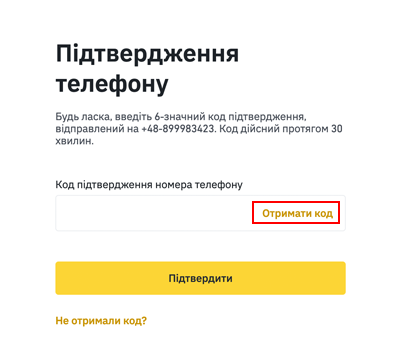 Підтвердження
телефону
Будь ласка, введіть 6-значний код підтвердження,
відправлений на +48-899983423. Код дійсний протягом 30
хвилин.
Код підтвердження номера телефону
Отримати код
Підтвердити
Не отримали код?